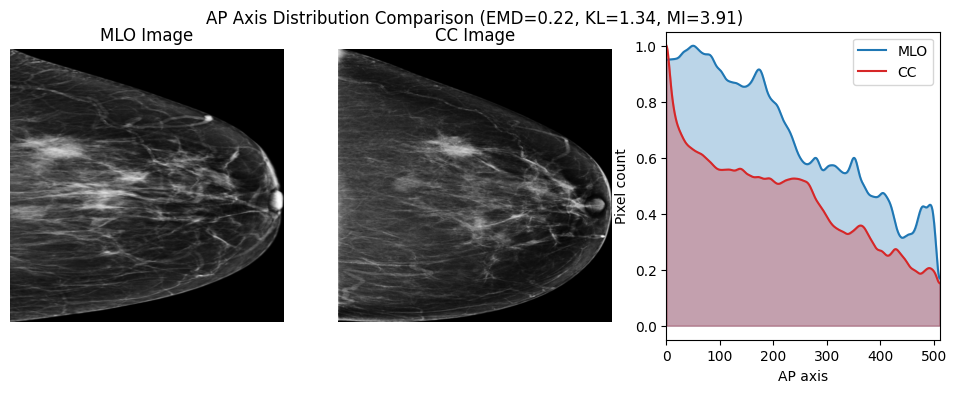 AP Axis Distribution Comparison (EMD=0.22, KL=1.34, MI=3.91)
MLO Image
CC Image
MLO
CC
Pixel count
1.0
0.8
0.6
0.4
0.2
0.0
0 100 200 300 400 500
AP axis